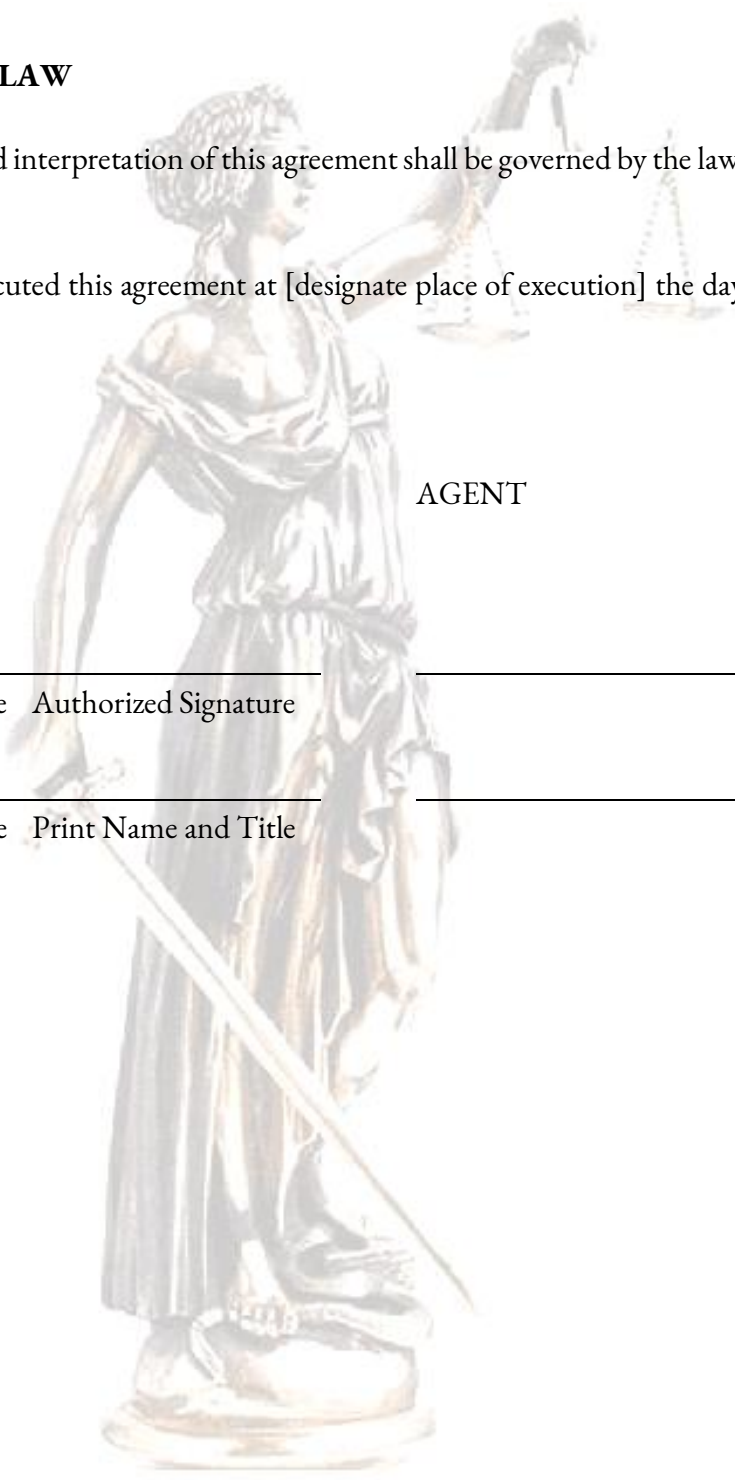 LAW
d interpretation of this agreement shall be governed by the law
cuted this agreement at [designate place of execution] the day
AGENT
e Authorized Signature
e Print Name and Title